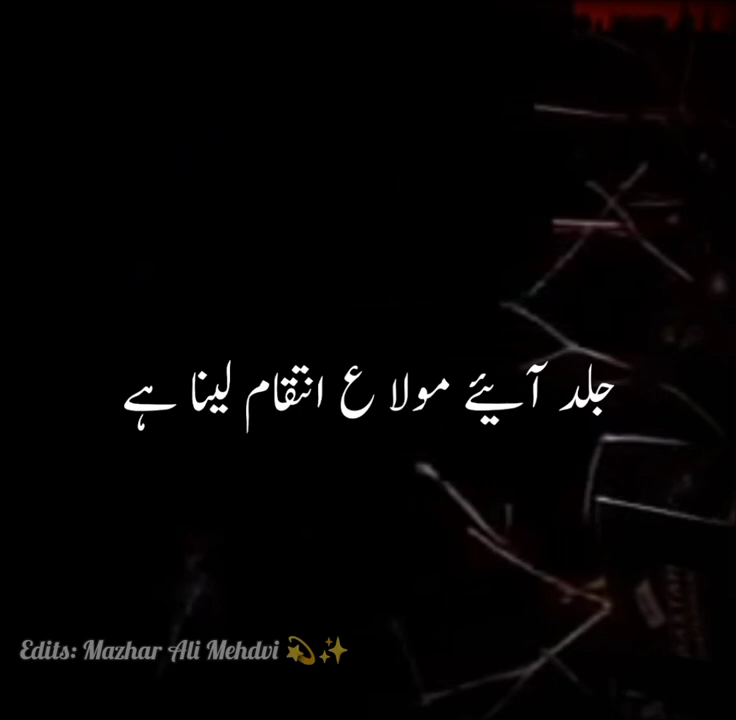 جلد آیئے مولا ع انتقام لینا ہے
Edits: Mazhar Ali Mehdvi 💫✨